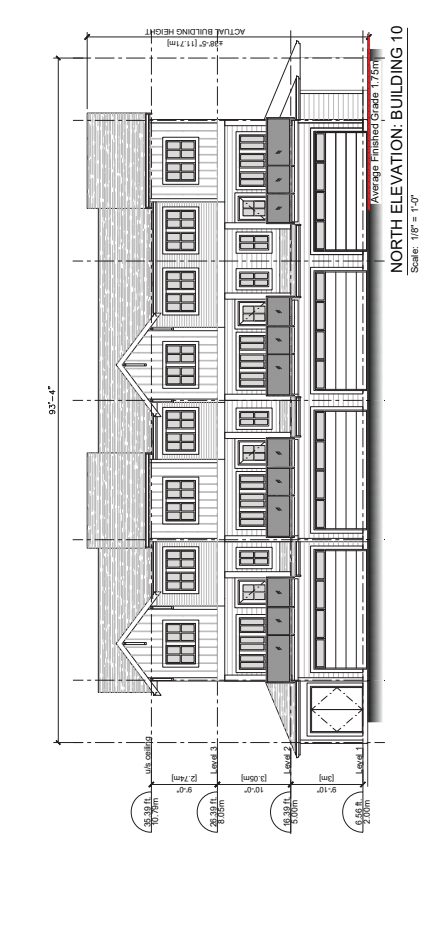 ACTUAL BUILDING HEIGHT
±38'-5" [11.71m]
93'-4"
35.39 ft.
10.79m
u/s ceiling
9'-0"
[2.74m]
26.39 ft.
8.05m
Level 3
10'-0"
[3.05m]
16.39 ft.
5.00m
Level 2
9'-10"
[3m]
6.56 ft.
2.00m
Level 1
Average Finished Grade 1.75m
NORTH ELEVATION: BUILDING 10
Scale: 1/8" = 1'-0"